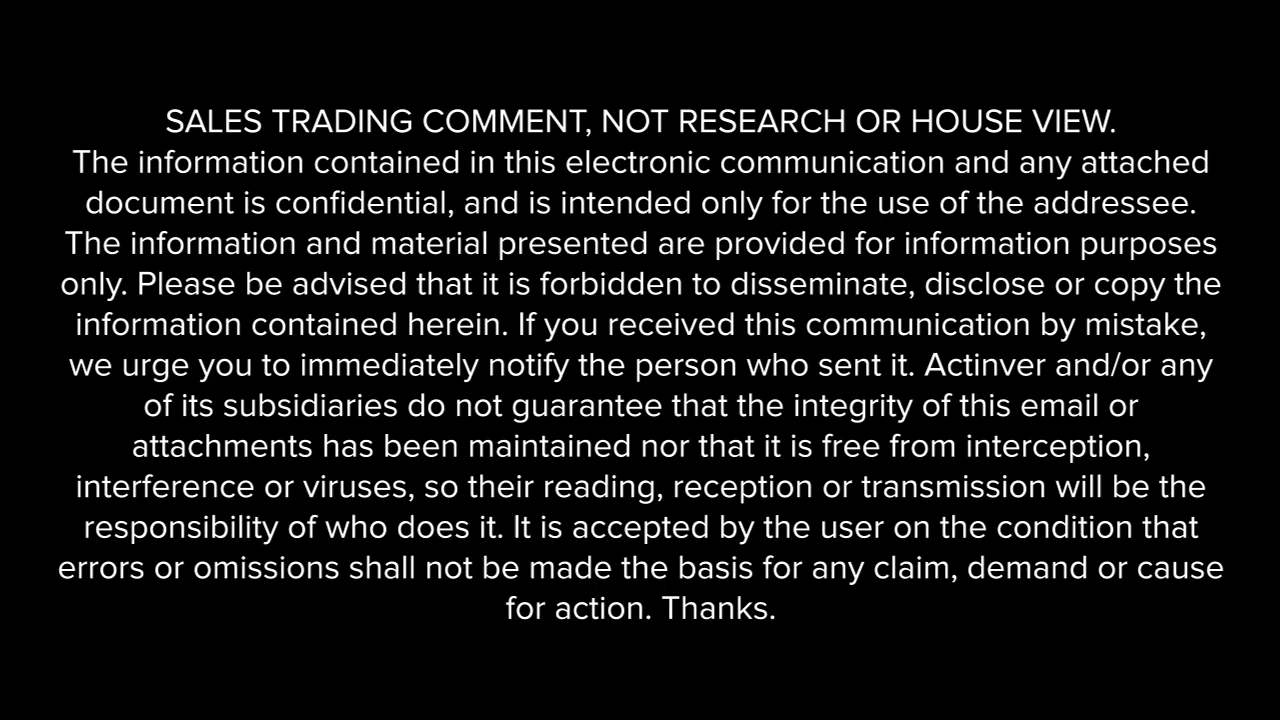 SALES TRADING COMMENT, NOT RESEARCH OR HOUSE VIEW.
The information contained in this electronic communication and any attached
document is confidential, and is intended only for the use of the addressee.
The information and material presented are provided for information purposes
only. Please be advised that it is forbidden to disseminate, disclose or copy the
information contained herein. If you received this communication by mistake,
we urge you to immediately notify the person who sent it. Actinver and/or any
of its subsidiaries do not guarantee that the integrity of this email or
attachments has been maintained nor that it is free from interception,
interference or viruses, so their reading, reception or transmission will be the
responsibility of who does it. It is accepted by the user on the condition that
errors or omissions shall not be made the basis for any claim, demand or cause
for action. Thanks.